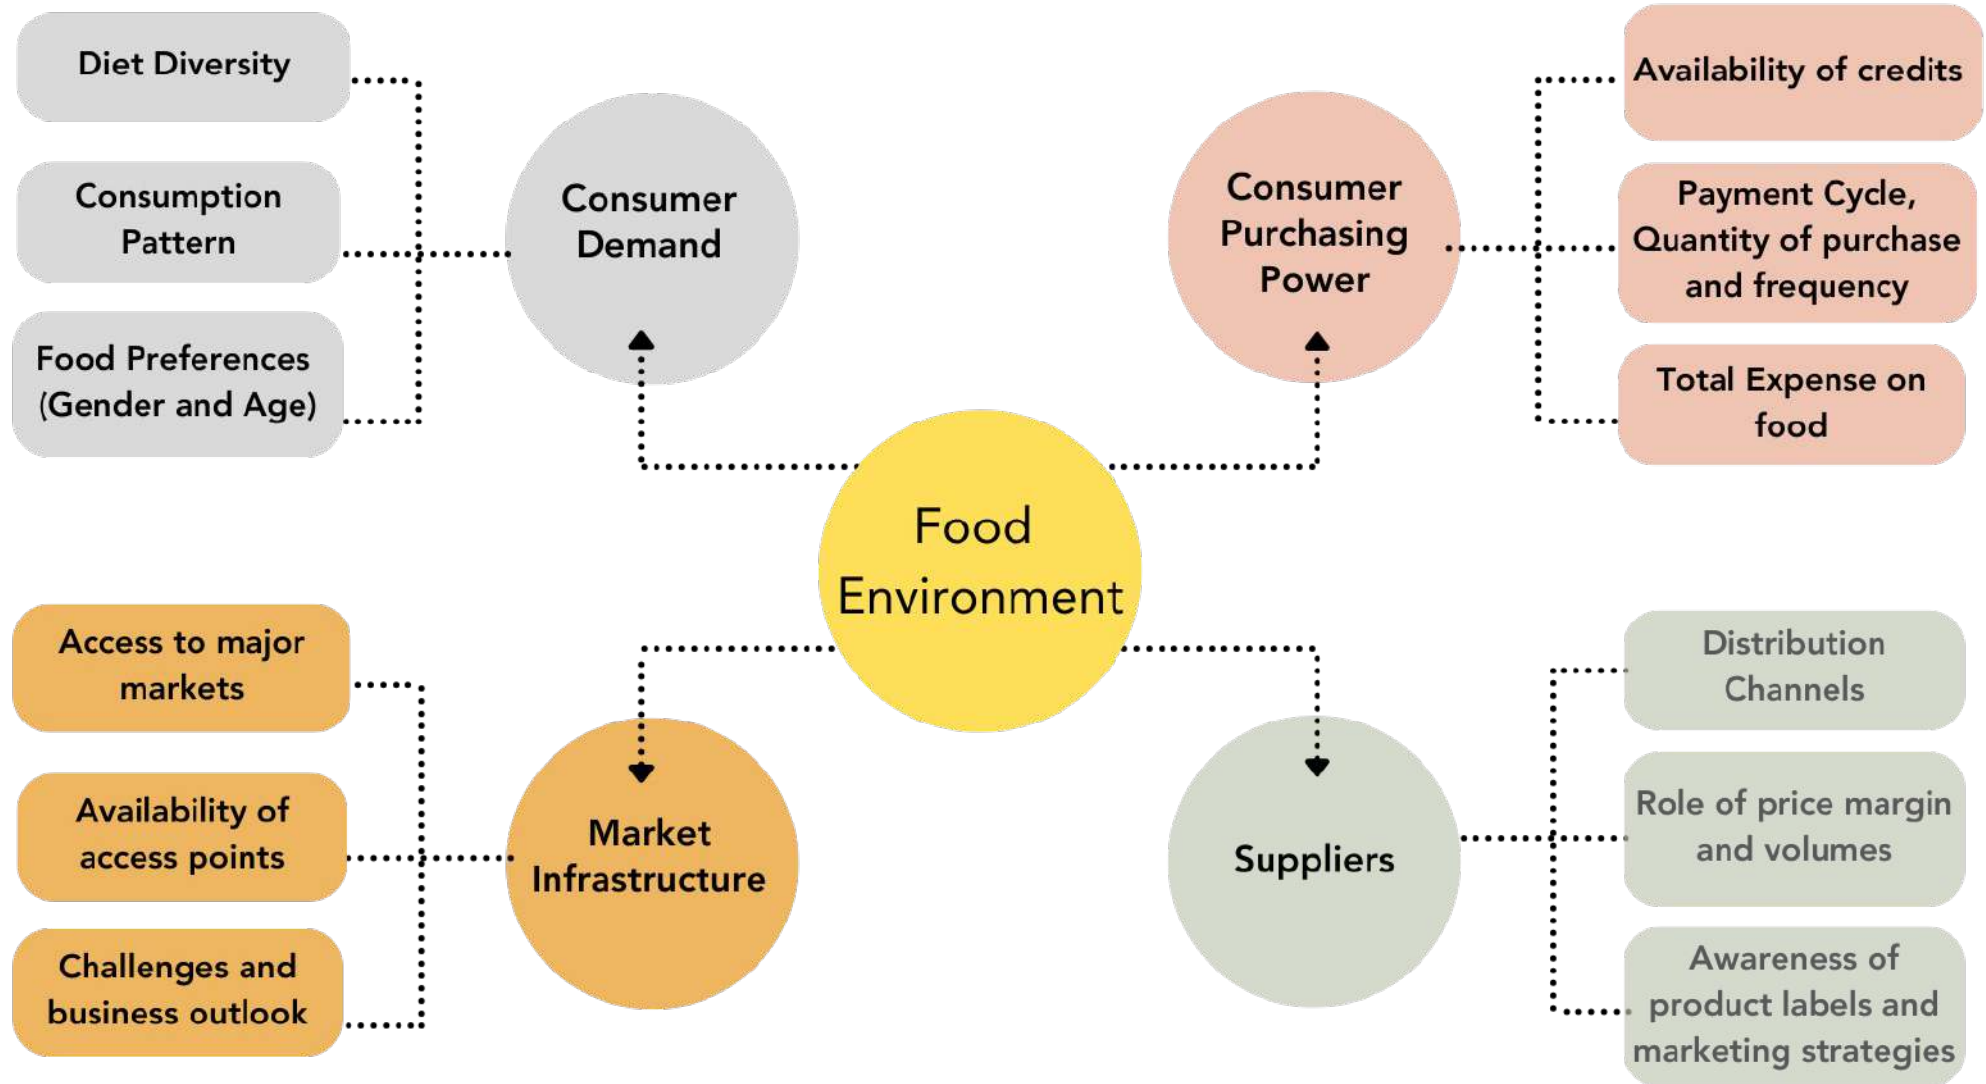 Diet Diversity
Consumption
Pattern
Food Preferences
(Gender and Age)
Consumer
Demand
Consumer
Purchasing
Power
Availability of credits
Payment Cycle,
Quantity of purchase
and frequency
Total Expense on
food
Food
Environment
Access to major
markets
Availability of
access points
Challenges and
business outlook
Market
Infrastructure
Suppliers
Distribution
Channels
Role of price margin
and volumes
Awareness of
product labels and
marketing strategies